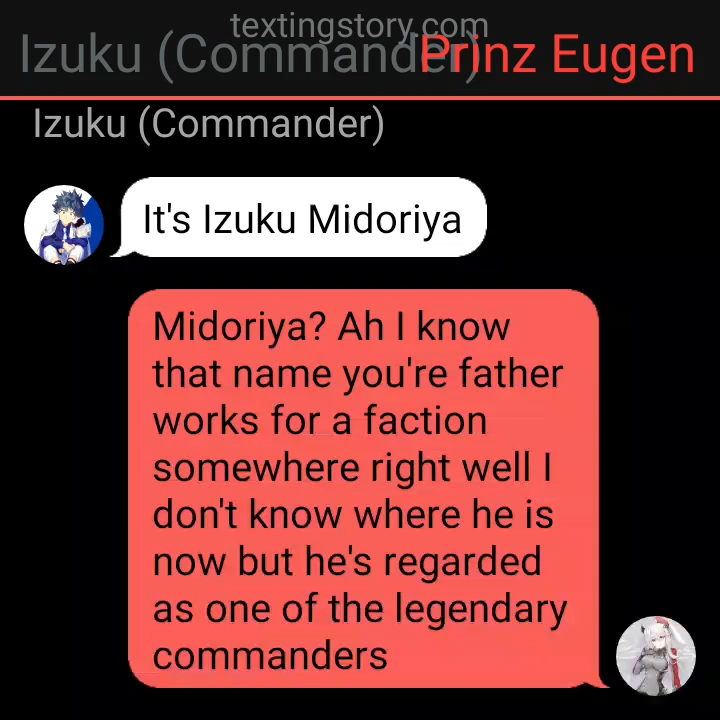 textingstory.com
Izuku (Commander)
Prinz Eugen
Izuku (Commander)
It's Izuku Midoriya
Midoriya? Ah I know
that name you're father
works for a faction
somewhere right well I
don't know where he is
now but he's regarded
as one of the legendary
commanders